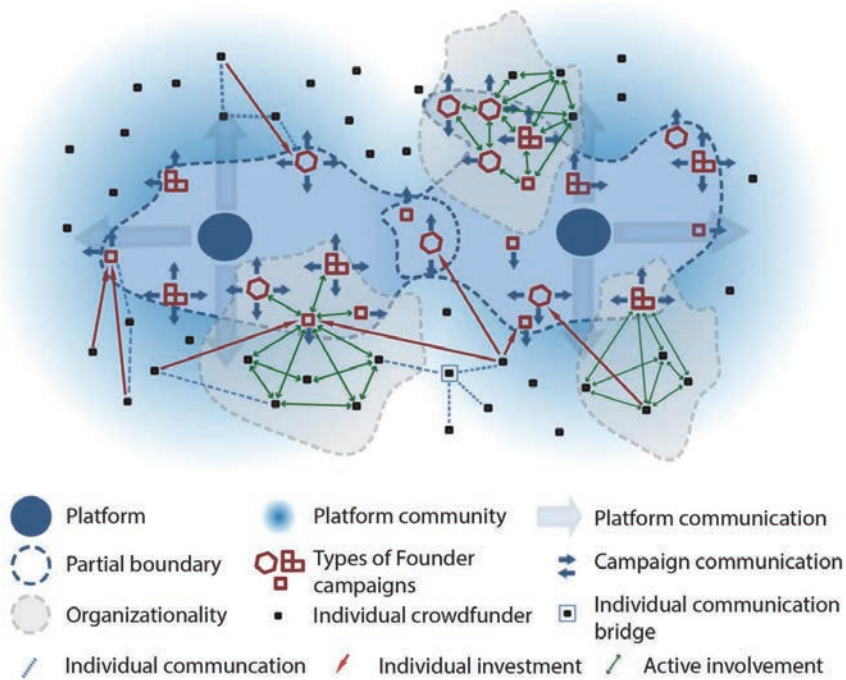 Platform
Platform community
Platform communication
Partial boundary
Types of Founder
campaigns
Campaign communication
Organizationality
Individual crowdfunder
Individual communication
bridge
Individual communcation
Individual investment
Active involvement